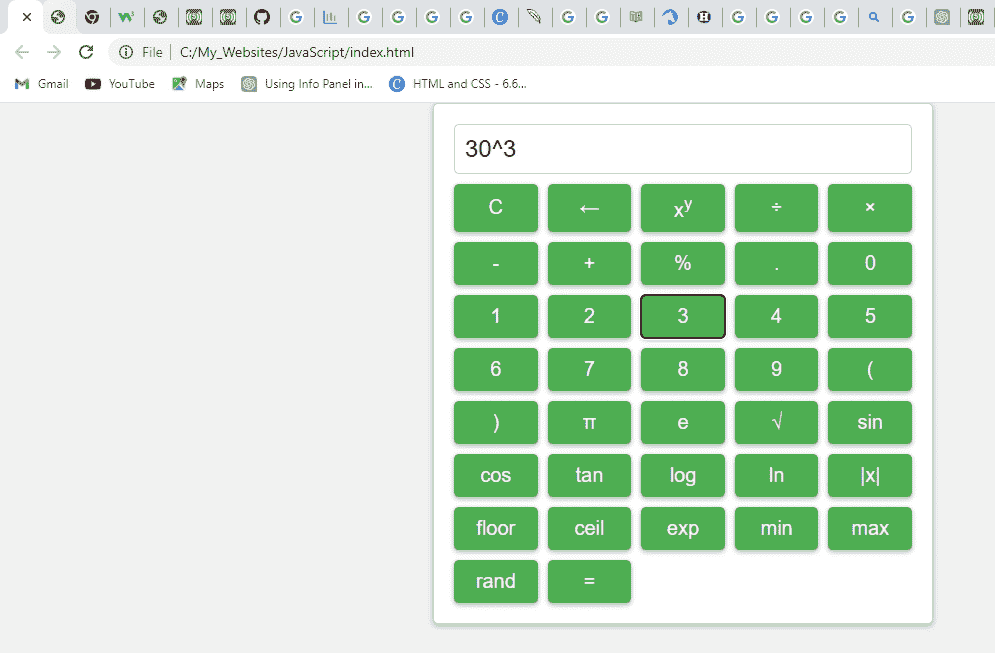 File C:/My_Websites/JavaScript/index.html
Gmail YouTube Maps Using Info Panel in... HTML and CSS - 6.6...
30^3
C ← xʸ ÷ ×
- + % . 0
1 2 3 4 5
6 7 8 9 (
) π e √ sin
cos tan log ln |x|
floor ceil exp min max
rand =